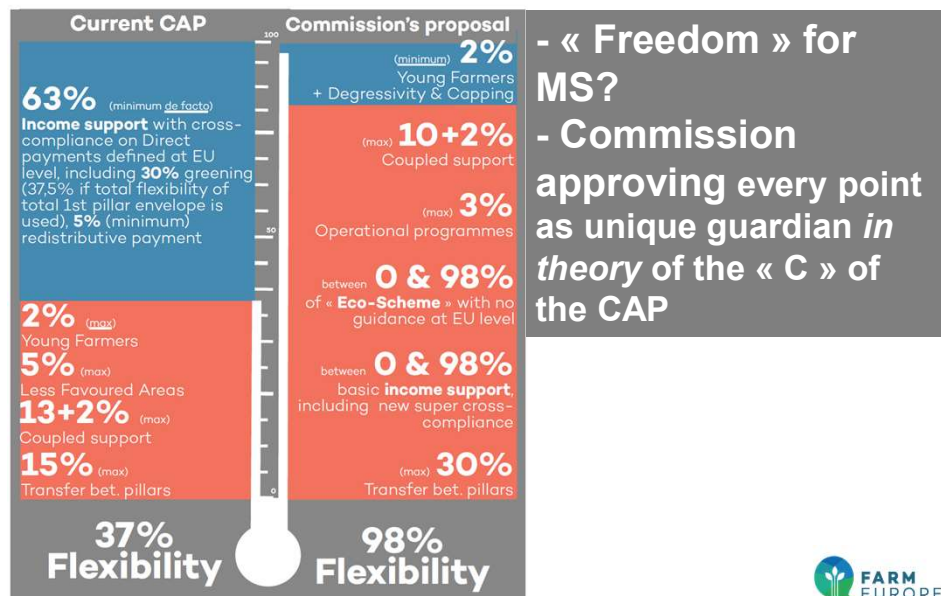 Current CAP
63% (minimum de facto)
Income support with cross-
compliance on Direct
payments defined at EU
level, including 30% greening
(37,5% if total flexibility of
total 1st pillar envelope is
used), 5% (minimum)
redistributive payment
2% (max)
Young Farmers
5% (max)
Less Favoured Areas
13+2% (max)
Coupled support
15% (max)
Transfer bet. pillars
37%
Flexibility
100
50
0
Commission's proposal
(minimum) 2%
Young Farmers
+ Degressivity & Capping
(max) 10+2%
Coupled support
(max) 3%
Operational programmes
between 0 & 98%
of « Eco-Scheme » with no
guidance at EU level
between 0 & 98%
basic income support,
including new super cross-
compliance
(max) 30%
Transfer bet. pillars
98%
Flexibility
- « Freedom » for
MS?
- Commission
approving every point
as unique guardian in
theory of the « C » of
the CAP
FARM
EUROPE